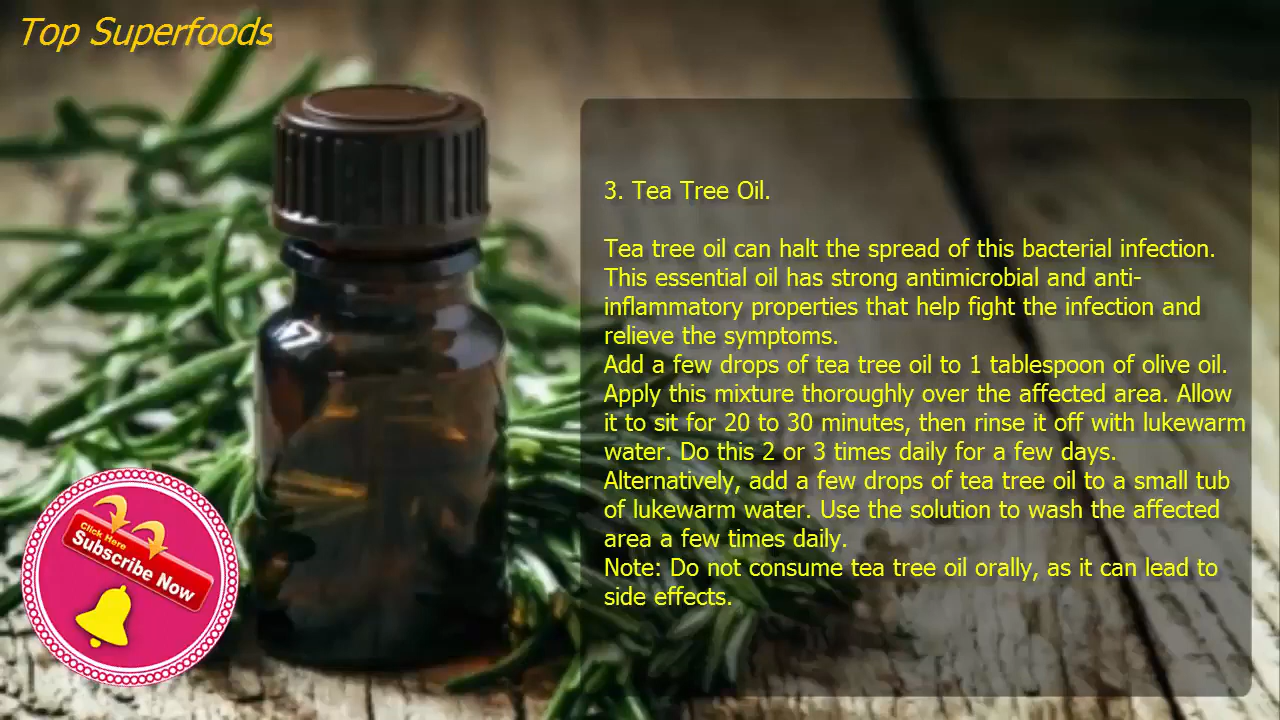 Top Superfoods
3. Tea Tree Oil.
Tea tree oil can halt the spread of this bacterial infection.
This essential oil has strong antimicrobial and anti-
inflammatory properties that help fight the infection and
relieve the symptoms.
Add a few drops of tea tree oil to 1 tablespoon of olive oil.
Apply this mixture thoroughly over the affected area. Allow
it to sit for 20 to 30 minutes, then rinse it off with lukewarm
water. Do this 2 or 3 times daily for a few days.
Alternatively, add a few drops of tea tree oil to a small tub
of lukewarm water. Use the solution to wash the affected
area a few times daily.
Note: Do not consume tea tree oil orally, as it can lead to
side effects.
Click Here
Subscribe Now